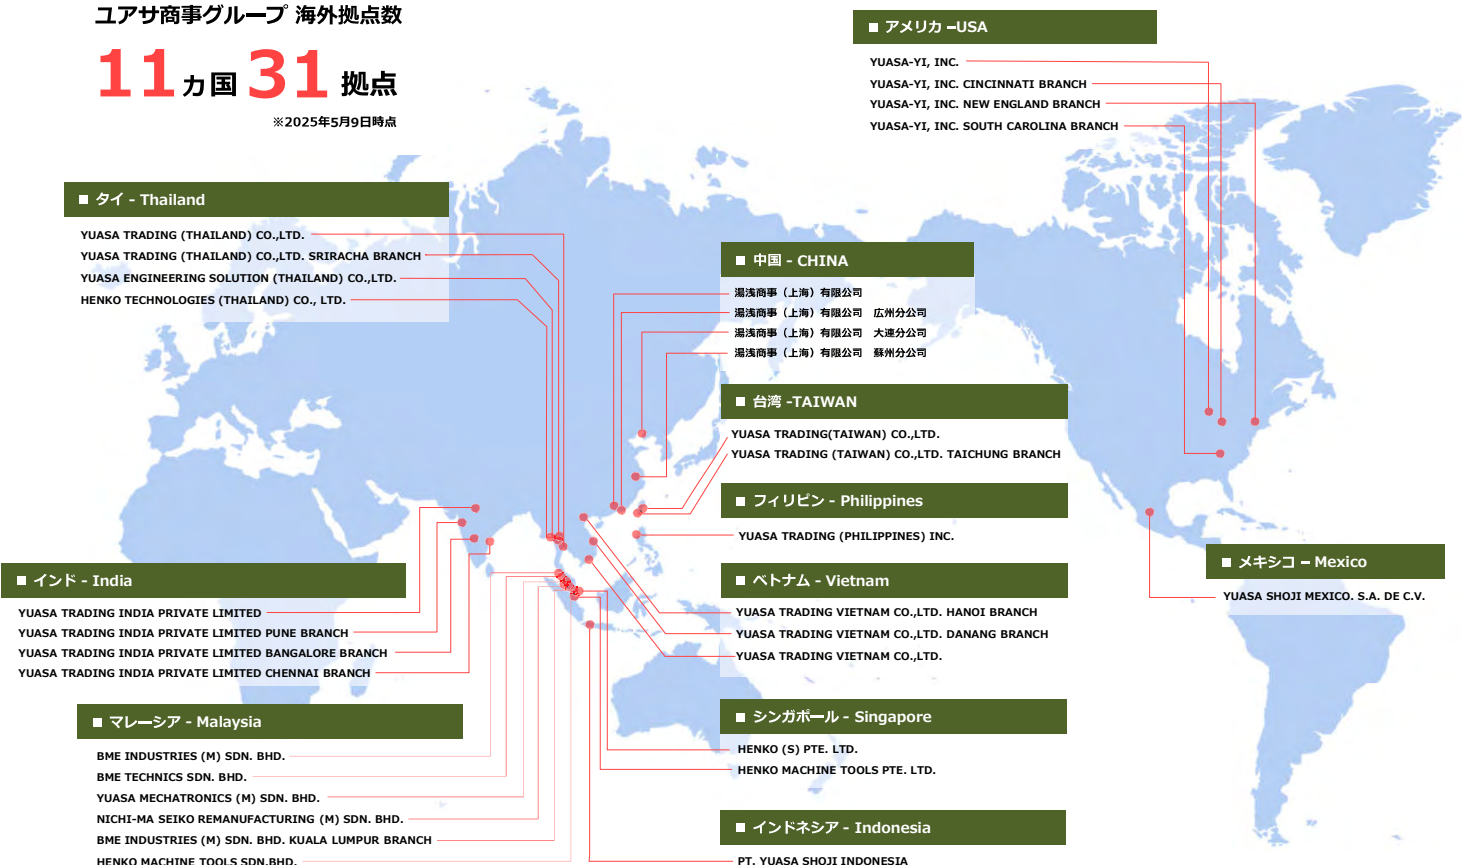 ユアサ商事グループ 海外拠点数
11ヵ国 31 拠点
※2025年5月9日時点
■ アメリカ –USA
YUASA-YI, INC.
YUASA-YI, INC. CINCINNATI BRANCH
YUASA-YI, INC. NEW ENGLAND BRANCH
YUASA-YI, INC. SOUTH CAROLINA BRANCH
■ タイ - Thailand
YUASA TRADING (THAILAND) CO.,LTD.
YUASA TRADING (THAILAND) CO.,LTD. SRIRACHA BRANCH
YUASA ENGINEERING SOLUTION (THAILAND) CO.,LTD.
HENKO TECHNOLOGIES (THAILAND) CO., LTD.
■ 中国 - CHINA
湯浅商事（上海）有限公司
湯浅商事（上海）有限公司　広州分公司
湯浅商事（上海）有限公司　大連分公司
湯浅商事（上海）有限公司　蘇州分公司
■ 台湾 -TAIWAN
YUASA TRADING(TAIWAN) CO.,LTD.
YUASA TRADING (TAIWAN) CO.,LTD. TAICHUNG BRANCH
■ フィリピン - Philippines
YUASA TRADING (PHILIPPINES) INC.
■ メキシコ – Mexico
YUASA SHOJI MEXICO. S.A. DE C.V.
■ インド - India
YUASA TRADING INDIA PRIVATE LIMITED
YUASA TRADING INDIA PRIVATE LIMITED PUNE BRANCH
YUASA TRADING INDIA PRIVATE LIMITED BANGALORE BRANCH
YUASA TRADING INDIA PRIVATE LIMITED CHENNAI BRANCH
■ ベトナム - Vietnam
YUASA TRADING VIETNAM CO.,LTD. HANOI BRANCH
YUASA TRADING VIETNAM CO.,LTD. DANANG BRANCH
YUASA TRADING VIETNAM CO.,LTD.
■ マレーシア - Malaysia
BME INDUSTRIES (M) SDN. BHD.
BME TECHNICS SDN. BHD.
YUASA MECHATRONICS (M) SDN. BHD.
NICHI-MA SEIKO REMANUFACTURING (M) SDN. BHD.
BME INDUSTRIES (M) SDN. BHD. KUALA LUMPUR BRANCH
HENKO MACHINE TOOLS SDN.BHD.
■ シンガポール - Singapore
HENKO (S) PTE. LTD.
HENKO MACHINE TOOLS PTE. LTD.
■ インドネシア - Indonesia
PT. YUASA SHOJI INDONESIA